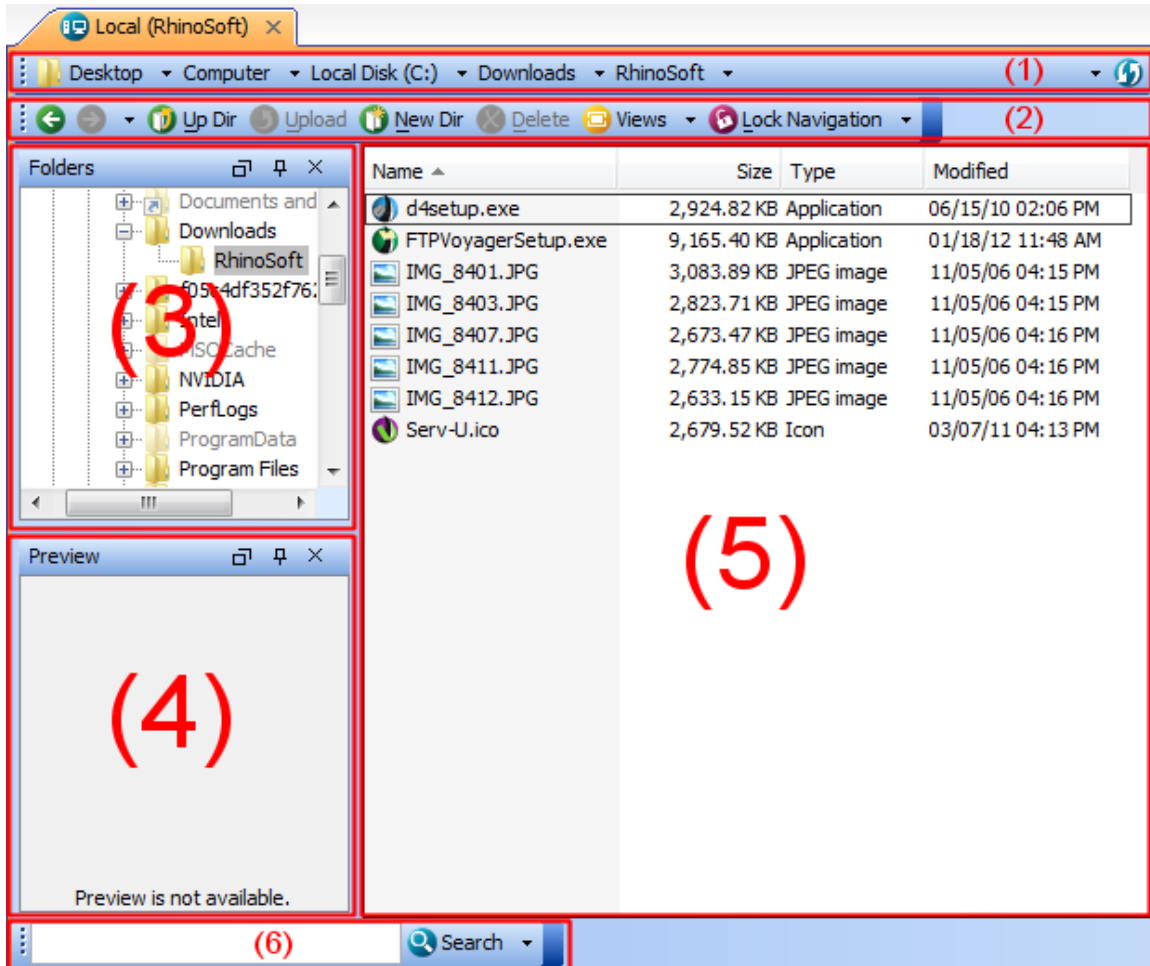 Local (RhinoSoft)
Desktop Computer Local Disk (C:) Downloads RhinoSoft (1)
Up Dir Upload New Dir Delete Views Lock Navigation (2)
Folders
Documents and
Downloads
RhinoSoft
Intel
MSOCache
NVIDIA
PerfLogs
ProgramData
Program Files
(3)
Preview
(4)
Preview is not available.
Name Size Type Modified
d4setup.exe 2,924.82 KB Application 06/15/10 02:06 PM
FTPVoyagerSetup.exe 9,165.40 KB Application 01/18/12 11:48 AM
IMG_8401.JPG 3,083.89 KB JPEG image 11/05/06 04:15 PM
IMG_8403.JPG 2,823.71 KB JPEG image 11/05/06 04:15 PM
IMG_8407.JPG 2,673.47 KB JPEG image 11/05/06 04:16 PM
IMG_8411.JPG 2,774.85 KB JPEG image 11/05/06 04:16 PM
IMG_8412.JPG 2,633.15 KB JPEG image 11/05/06 04:16 PM
Serv-U.ico 2,679.52 KB Icon 03/07/11 04:13 PM
(5)
(6) Search